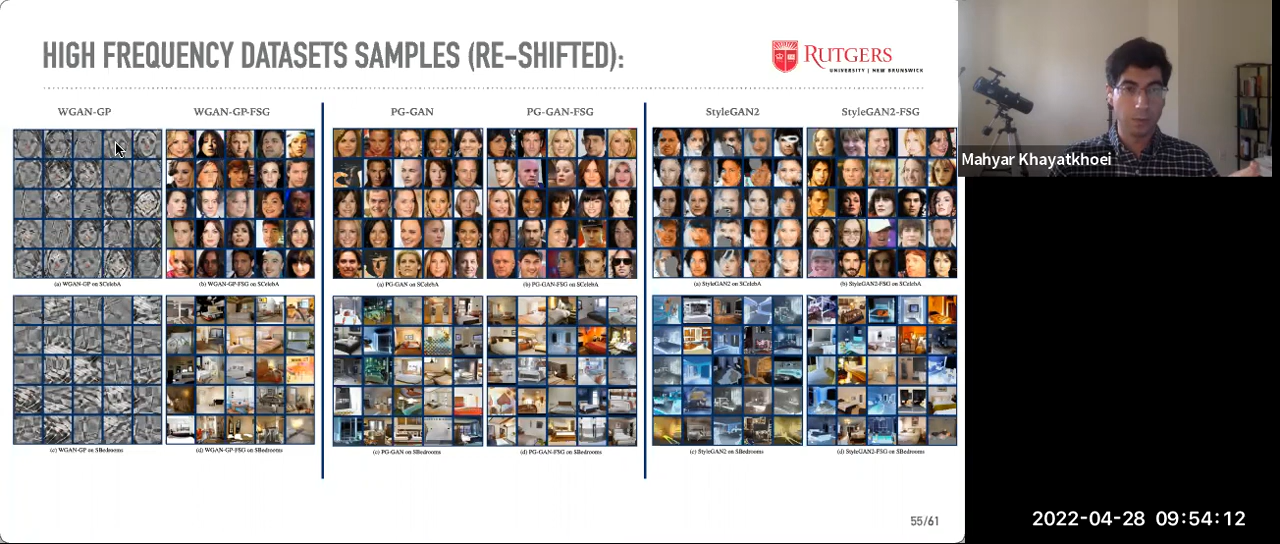 HIGH FREQUENCY DATASETS SAMPLES (RE-SHIFTED):
RUTGERS
UNIVERSITY | NEW BRUNSWICK
WGAN-GP
WGAN-GP-FSG
PG-GAN
PG-GAN-FSG
StyleGAN2
StyleGAN2-FSG
(a) WGAN-GP on SCelebA
(b) WGAN-GP-FSG on SCelebA
(a) PG-GAN on SCelebA
(b) PG-GAN-FSG on SCelebA
(a) StyleGAN2 on SCelebA
(b) StyleGAN2-FSG on SCelebA
(c) WGAN-GP on SBedrooms
(d) WGAN-GP-FSG on SBedrooms
(c) PG-GAN on SBedrooms
(d) PG-GAN-FSG on SBedrooms
(c) StyleGAN2 on SBedrooms
(d) StyleGAN2-FSG on SBedrooms
55/61
Mahyar Khayatkhoei
2022-04-28 09:54:12